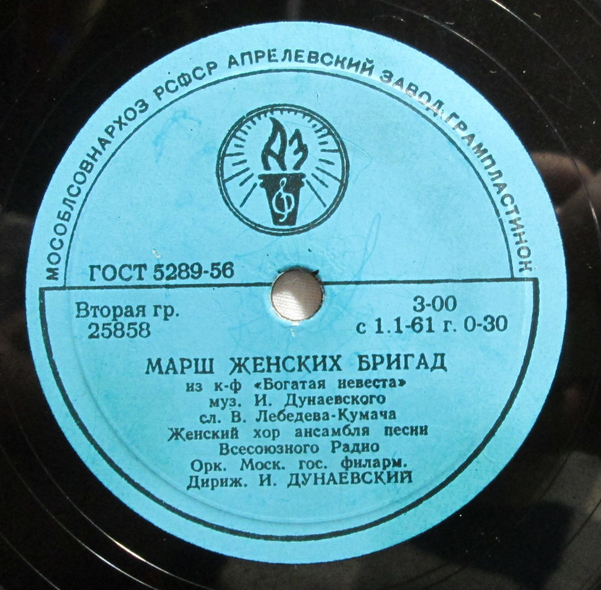 МОСОБЛСОВНАРХОЗ РСФСР АПРЕЛЕВСКИЙ ЗАВОД ГРАМПЛАСТИНОК
АЗ
ГОСТ 5289-56
Вторая гр.
25858
3-00
с 1.1-61 г. 0-30
МАРШ ЖЕНСКИХ БРИГАД
из к-ф «Богатая невеста»
муз. И. Дунаевского
сл. В. Лебедева-Кумача
Женский хор ансамбля песни
Всесоюзного Радио
Орк. Моск. гос. филарм.
Дириж. И. ДУНАЕВСКИЙ